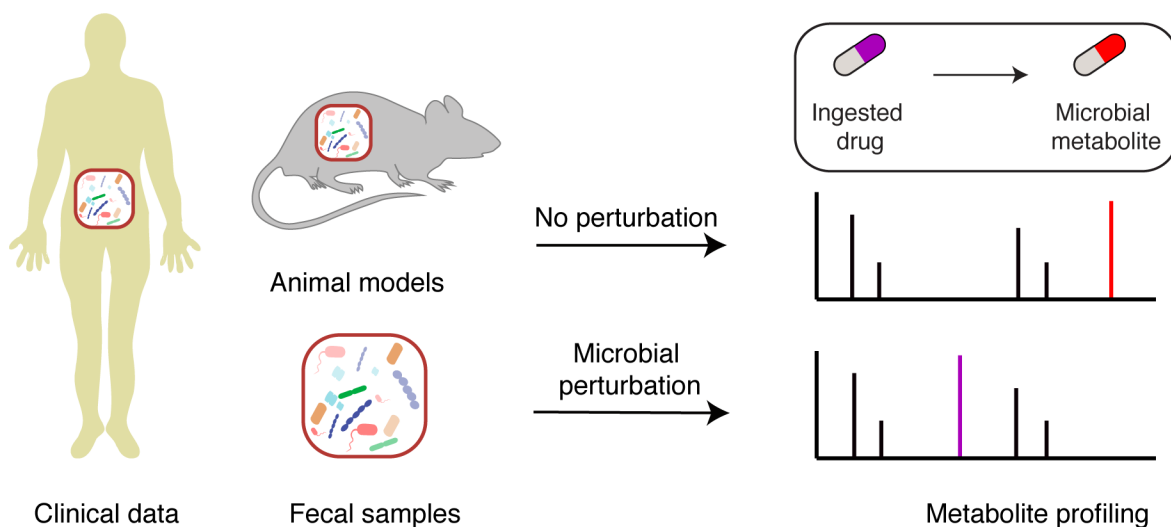 Ingested
drug
Microbial
metabolite
No perturbation
Animal models
Microbial
perturbation
Clinical data
Fecal samples
Metabolite profiling